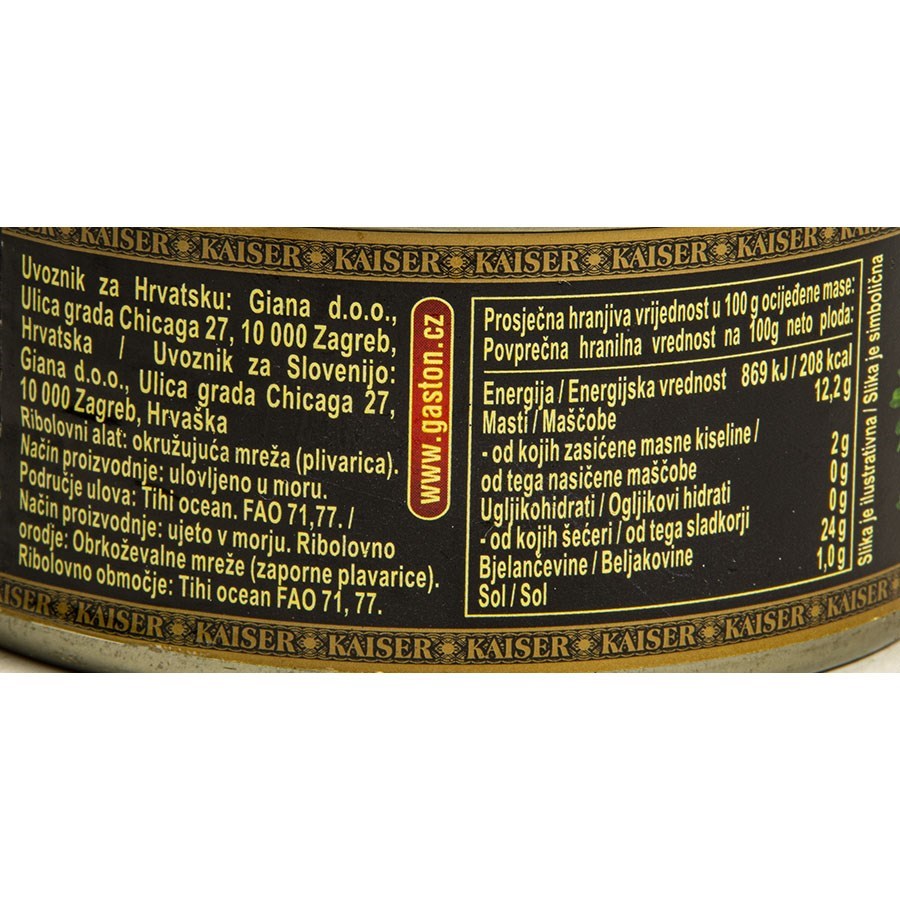 KAISER KAISER KAISER KAISER KAISER KAISER
Uvoznik za Hrvatsku: Giana d.o.o.,
Ulica grada Chicaga 27, 10 000 Zagreb,
Hrvatska / Uvoznik za Slovenijo:
Giana d.o.o., Ulica grada Chicaga 27,
10 000 Zagreb, Hrvaška
Ribolovni alat: okružujuća mreža (plivarica).
Način proizvodnje: ulovljeno u moru.
Područje ulova: Tihi ocean. FAO 71,77. /
Način proizvodnje: ujeto v morju. Ribolovno
orodje: Obrkoževalne mreže (zaporne plavarice).
Ribolovno območje: Tihi ocean FAO 71, 77.
www.gaston.cz
Prosječna hranjiva vrijednost u 100 g ocijeđene mase:
Povprečna hranilna vrednost na 100g neto ploda:
Energija / Energijska vrednost 869 kJ / 208 kcal
Masti / Maščobe 12,2 g
- od kojih zasićene masne kiseline /
od tega nasičene maščobe 2g
Ugljikohidrati / Ogljikovi hidrati 0g
- od kojih šećeri / od tega sladkorji 0g
Bjelančevine / Beljakovine 24g
Sol / Sol 1,0g
Slika je ilustrativna / Slika je simbolična
AISER KAISER KAISER KAISER KAISER KAISER KAISER KAISER